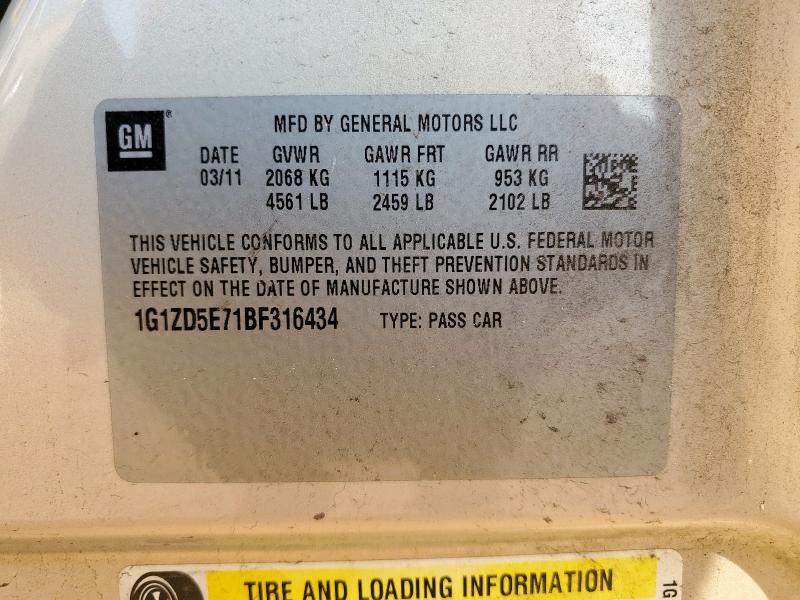 GM®
MFD BY GENERAL MOTORS LLC
DATE GVWR GAWR FRT GAWR RR
03/11 2068 KG 1115 KG 953 KG
4561 LB 2459 LB 2102 LB
THIS VEHICLE CONFORMS TO ALL APPLICABLE U.S. FEDERAL MOTOR
VEHICLE SAFETY, BUMPER, AND THEFT PREVENTION STANDARDS IN
EFFECT ON THE DATE OF MANUFACTURE SHOWN ABOVE.
1G1ZD5E71BF316434 TYPE: PASS CAR
TIRE AND LOADING INFORMATION
1G